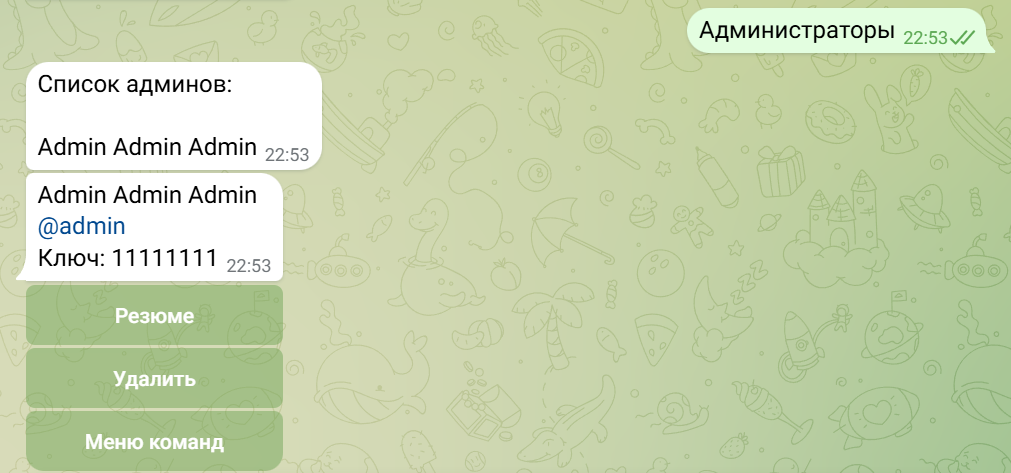 Администраторы 22:53
Список админов:
Admin Admin Admin 22:53
Admin Admin Admin
@admin
Ключ: 11111111 22:53
Резюме
Удалить
Меню команд